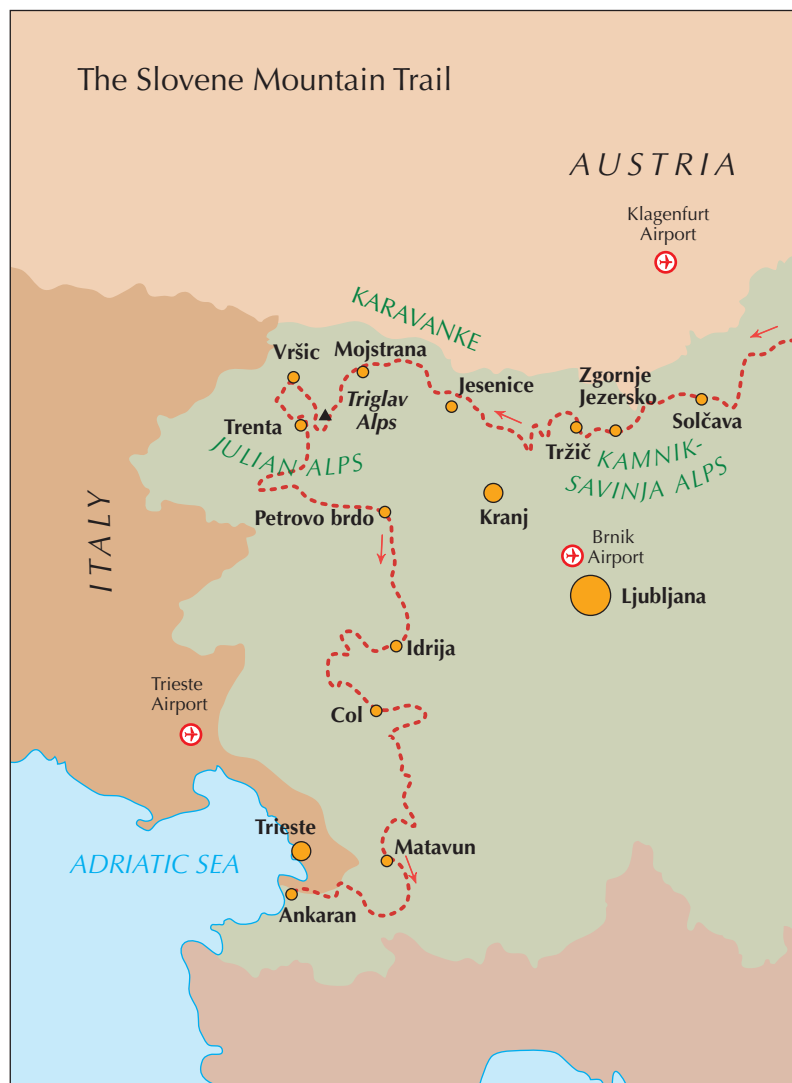 The Slovene Mountain Trail
AUSTRIA
Klagenfurt
Airport
KARAVANKE
Vršic
Mojstrana
Triglav
Alps
Jesenice
Zgornje
Jezersko
Solčava
Trenta
Tržič
JULIAN ALPS
KAMNIK-
SAVINJA ALPS
Petrovo brdo
Kranj
ITALY
Brnik
Airport
Ljubljana
Idrija
Trieste
Airport
Col
Trieste
Matavun
ADRIATIC SEA
Ankaran